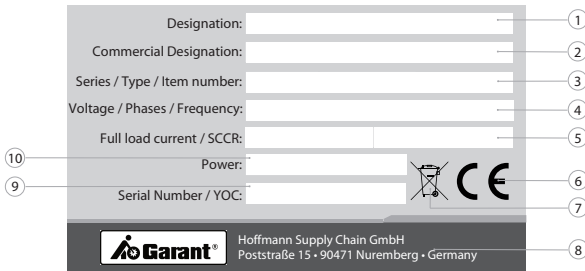 Designation:
1
Commercial Designation:
2
Series / Type / Item number:
3
Voltage / Phases / Frequency:
4
Full load current / SCCR:
5
10
Power:
9
Serial Number / YOC:
CE
6
7
Garant®
Hoffmann Supply Chain GmbH
Poststraße 15 • 90471 Nuremberg • Germany
8